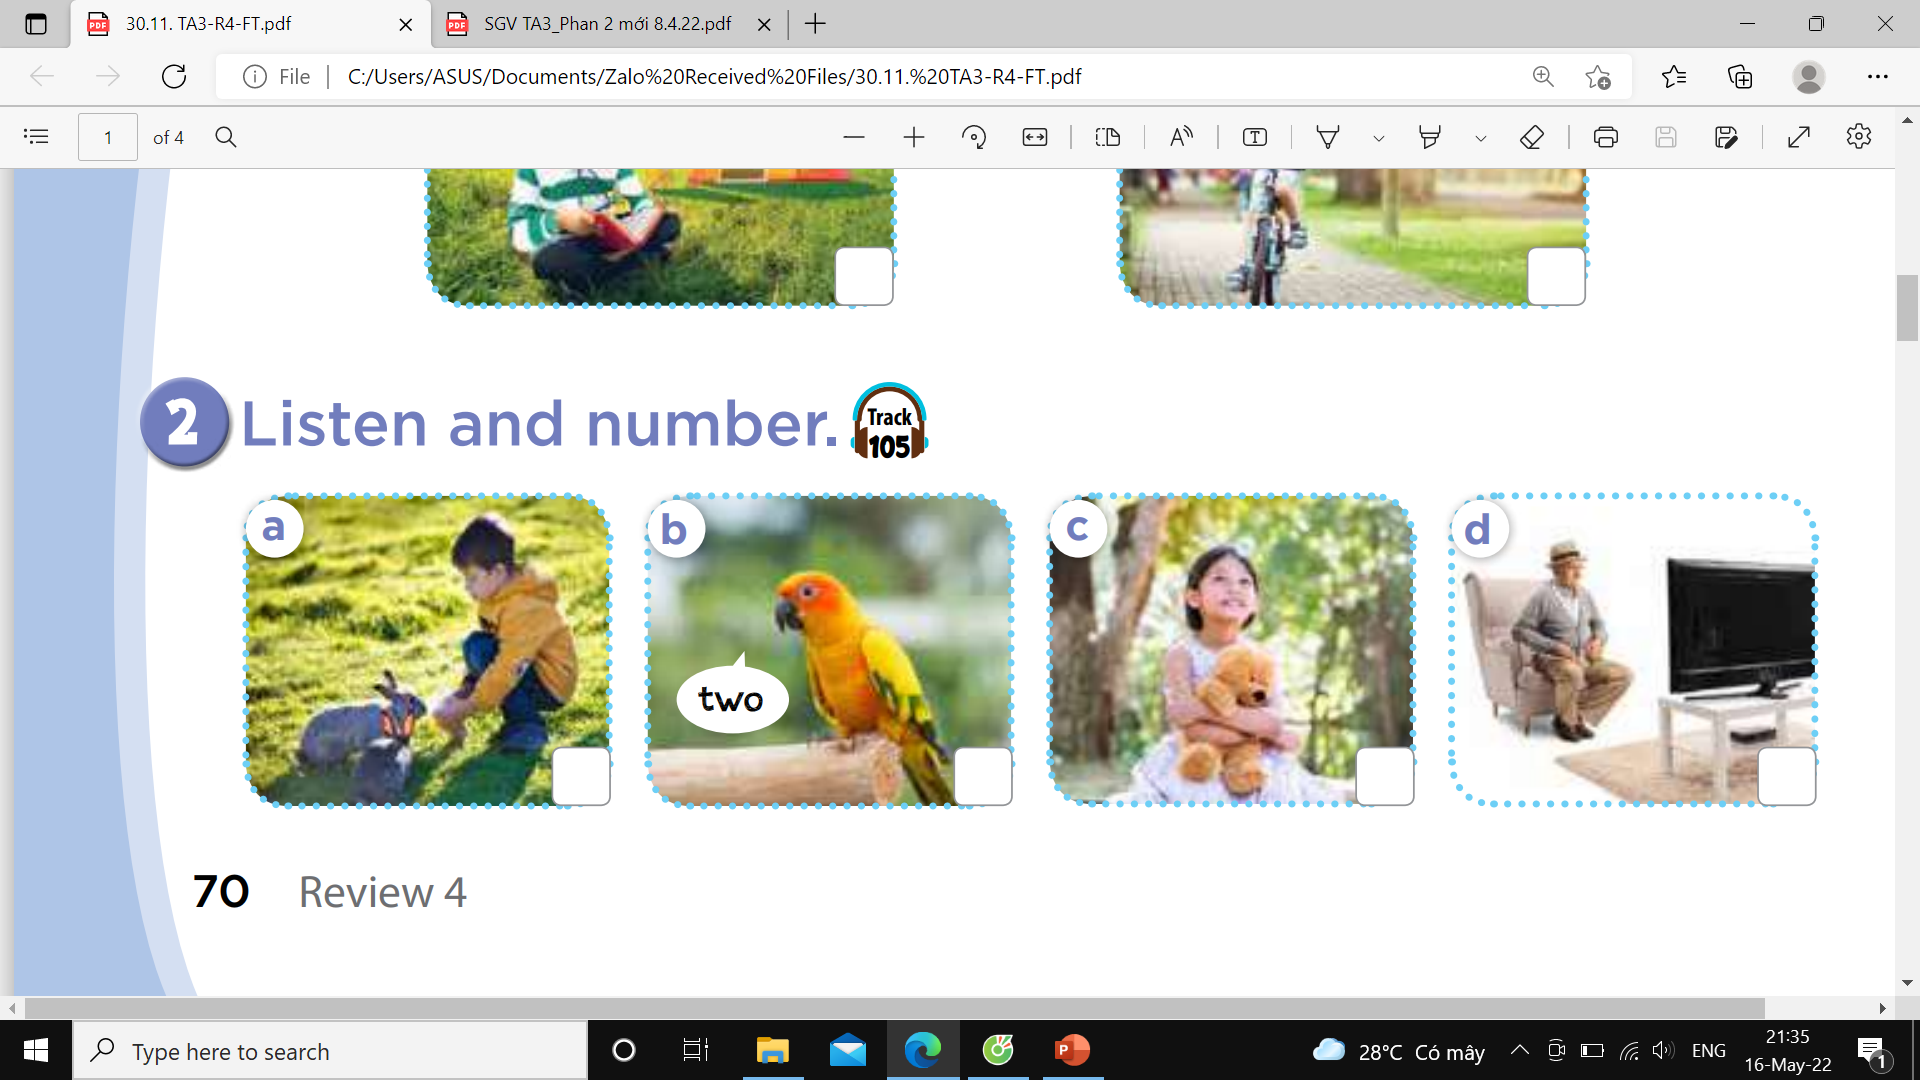 30.11. TA3-R4-FT.pdf
SGV TA3_Phan 2 mới 8.4.22.pdf
File
C:/Users/ASUS/Documents/Zalo%20Received%20Files/30.11.%20TA3-R4-FT.pdf
1 of 4
2 Listen and number.
Track
105
a
b
c
d
two
70 Review 4
Type here to search
28°C Có mây
ENG
21:35
16-May-22
1